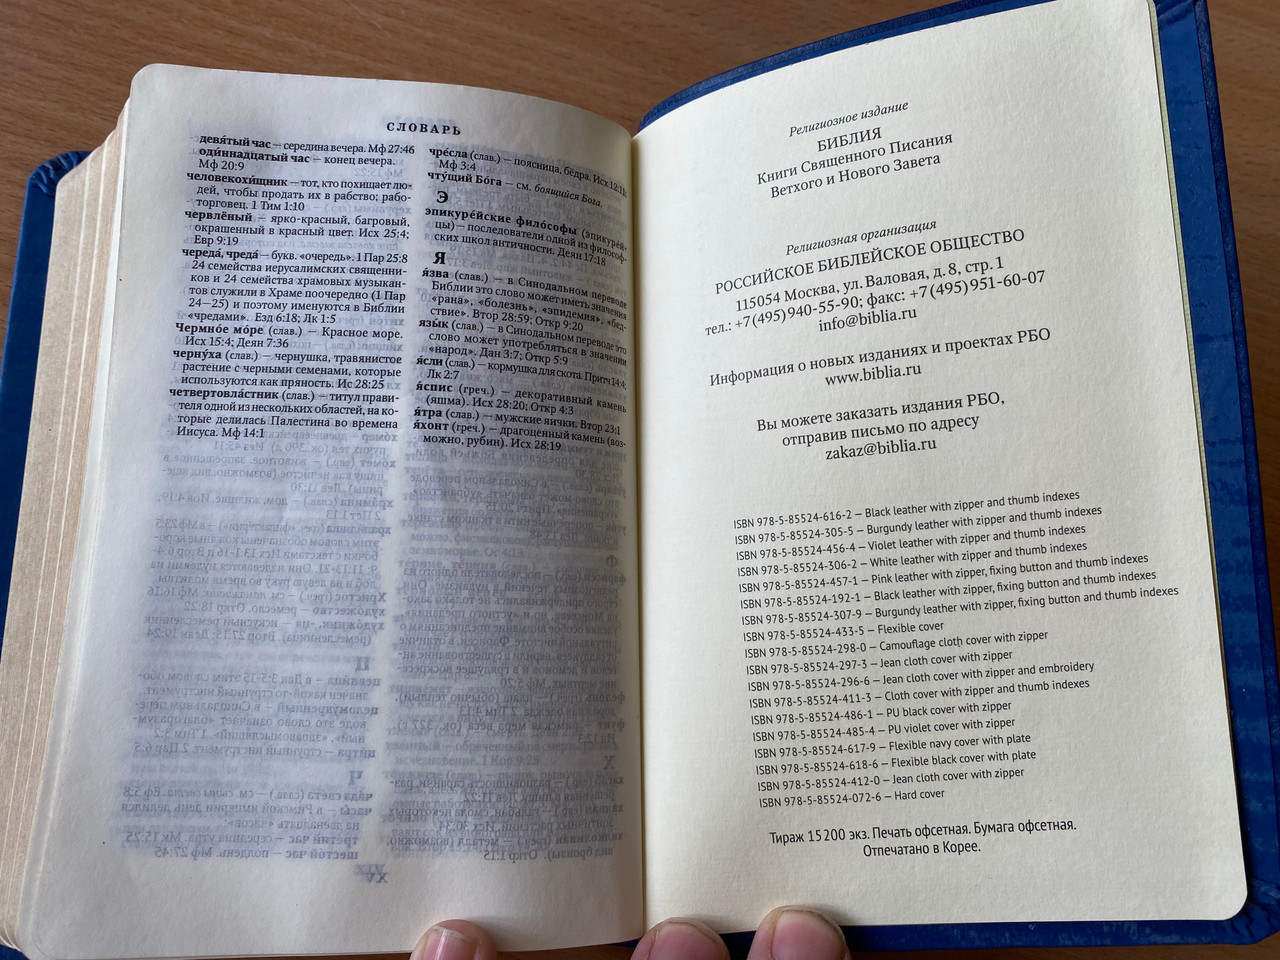 СЛОВАРЬ
девя́тый час — середина вечера. Мф 27:46
оди́ннадцатый час — конец вечера.
Мф 20:9
человекохи́щник — тот, кто похищает лю-
дей, чтобы продать их в рабство; рабо-
торговец. 1 Тим 1:10
червлёный — ярко-красный, багровый,
окрашенный в красный цвет. Исх 25:4;
Евр 9:19
череда́, чреда́ — букв. «очередь». 1 Пар 25:8
24 семейства иерусалимских священни-
ков и 24 семейства храмовых музыкан-
тов служили в Храме поочередно (1 Пар
24—25) и поэтому именуются в Библии
«чредами». Езд 6:18; Лк 1:5
Чермно́е мо́ре (слав.) — Красное море.
Исх 15:4; Деян 7:36
черну́ха (слав.) — чернушка, травянистое
растение с черными семенами, которые
используются как пряность. Ис 28:25
четвертовла́стник (слав.) — титул прави-
теля одной из нескольких областей, на ко-
торые делилась Палестина во времена
Иисуса. Мф 14:1
чре́сла (слав.) — поясница, бедра. Исх 12:11;
Мф 3:4
чту́щий Бо́га — см. боящийся Бога.
Э
эпикуре́йские фило́софы (эпикуре́й-
цы) — последователи одной из философ-
ских школ античности. Деян 17:18
Я
я́зва (слав.) — в Синодальном переводе
Библии это слово может иметь значения
«рана», «болезнь», «эпидемия», «бед-
ствие». Втор 28:59; Откр 9:20
язы́к (слав.) — в Синодальном переводе это
слово может употребляться в значении
«народ». Дан 3:7; Откр 5:9
я́сли (слав.) — кормушка для скота. Притч 14:4;
Лк 2:7
я́спис (греч.) — декоративный камень
(яшма). Исх 28:20; Откр 4:3
я́тра (слав.) — мужские яички. Втор 23:1
я́хонт (греч.) — драгоценный камень (воз-
можно, рубин). Исх 28:19
XV
Религиозное издание
БИБЛИЯ
Книги Священного Писания
Ветхого и Нового Завета
Религиозная организация
РОССИЙСКОЕ БИБЛЕЙСКОЕ ОБЩЕСТВО
115054 Москва, ул. Валовая, д. 8, стр. 1
тел.: +7 (495) 940-55-90; факс: +7 (495) 951-60-07
info@biblia.ru
Информация о новых изданиях и проектах РБО
www.biblia.ru
Вы можете заказать издания РБО,
отправив письмо по адресу
zakaz@biblia.ru
ISBN 978-5-85524-616-2 — Black leather with zipper and thumb indexes
ISBN 978-5-85524-305-5 — Burgundy leather with zipper and thumb indexes
ISBN 978-5-85524-456-4 — Violet leather with zipper and thumb indexes
ISBN 978-5-85524-306-2 — White leather with zipper and thumb indexes
ISBN 978-5-85524-457-1 — Pink leather with zipper, fixing button and thumb indexes
ISBN 978-5-85524-192-1 — Black leather with zipper, fixing button and thumb indexes
ISBN 978-5-85524-307-9 — Burgundy leather with zipper, fixing button and thumb indexes
ISBN 978-5-85524-433-5 — Flexible cover
ISBN 978-5-85524-298-0 — Camouflage cloth cover with zipper
ISBN 978-5-85524-297-3 — Jean cloth cover with zipper
ISBN 978-5-85524-296-6 — Jean cloth cover with zipper and embroidery
ISBN 978-5-85524-411-3 — Cloth cover with zipper and thumb indexes
ISBN 978-5-85524-486-1 — PU black cover with zipper
ISBN 978-5-85524-485-4 — PU violet cover with zipper
ISBN 978-5-85524-617-9 — Flexible navy cover with plate
ISBN 978-5-85524-618-6 — Flexible black cover with plate
ISBN 978-5-85524-412-0 — Jean cloth cover with zipper
ISBN 978-5-85524-072-6 — Hard cover
Тираж 15 200 экз. Печать офсетная. Бумага офсетная.
Отпечатано в Корее.